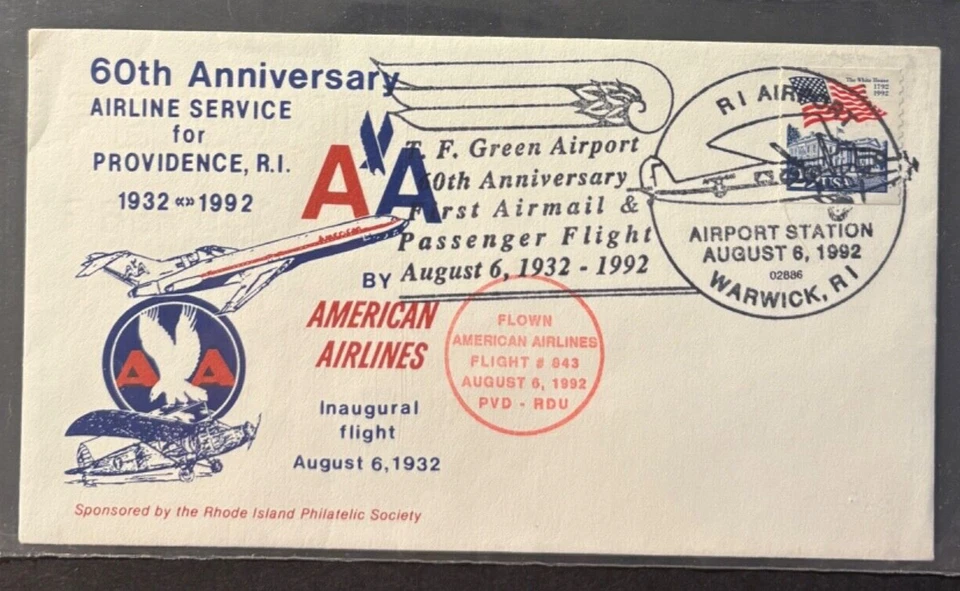 60th Anniversary
AIRLINE SERVICE
for
PROVIDENCE, R.I.
1932 «» 1992
AA
AMERICAN
BY
AMERICAN
AIRLINES
A A
Inaugural
flight
August 6, 1932
Sponsored by the Rhode Island Philatelic Society
T. F. Green Airport
60th Anniversary
First Airmail &
Passenger Flight
August 6, 1932 - 1992
FLOWN
AMERICAN AIRLINES
FLIGHT # 843
AUGUST 6, 1992
PVD - RDU
The White House
1792
1992
USA
R I AIRPORT
AIRPORT STATION
AUGUST 6, 1992
02886
WARWICK, R I